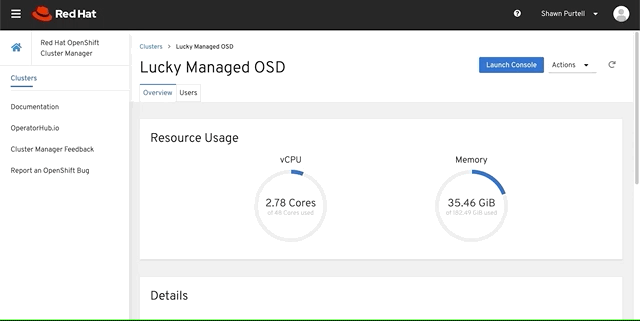 Red Hat
Shawn Purtell
Red Hat OpenShift
Cluster Manager
Clusters
Documentation
OperatorHub.io
Cluster Manager Feedback
Report an OpenShift Bug
Clusters > Lucky Managed OSD
Lucky Managed OSD
Launch Console
Actions
Overview
Users
Resource Usage
vCPU
2.78 Cores
of 48 Cores used
Memory
35.46 GiB
of 182.49 GiB used
Details